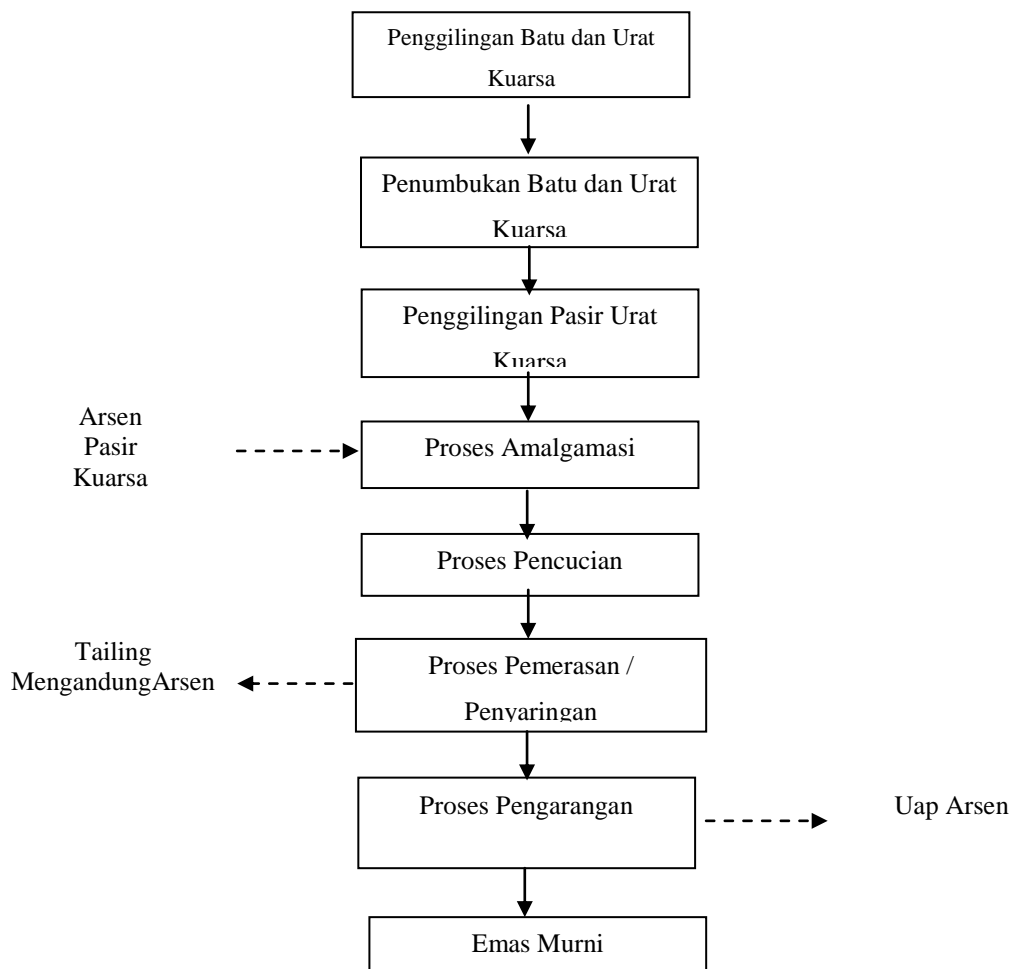 Penggilingan Batu dan Urat
Kuarsa
Penumbukan Batu dan Urat
Kuarsa
Penggilingan Pasir Urat
Kuarsa
Arsen
Pasir
Kuarsa
Proses Amalgamasi
Proses Pencucian
Tailing
MengandungArsen
Proses Pemerasan /
Penyaringan
Proses Pengarangan
Uap Arsen
Emas Murni